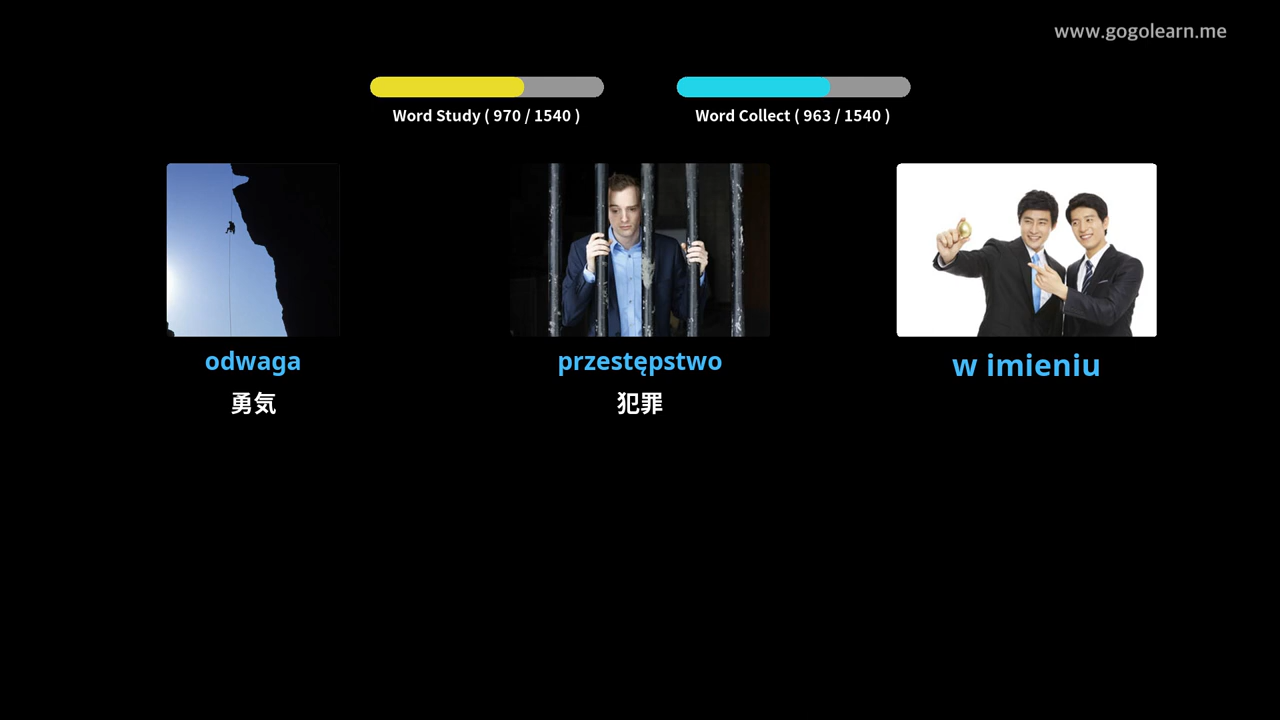 www.gogolearn.me
Word Study ( 970 / 1540 )
Word Collect ( 963 / 1540 )
odwaga
勇気
przestępstwo
犯罪
w imieniu